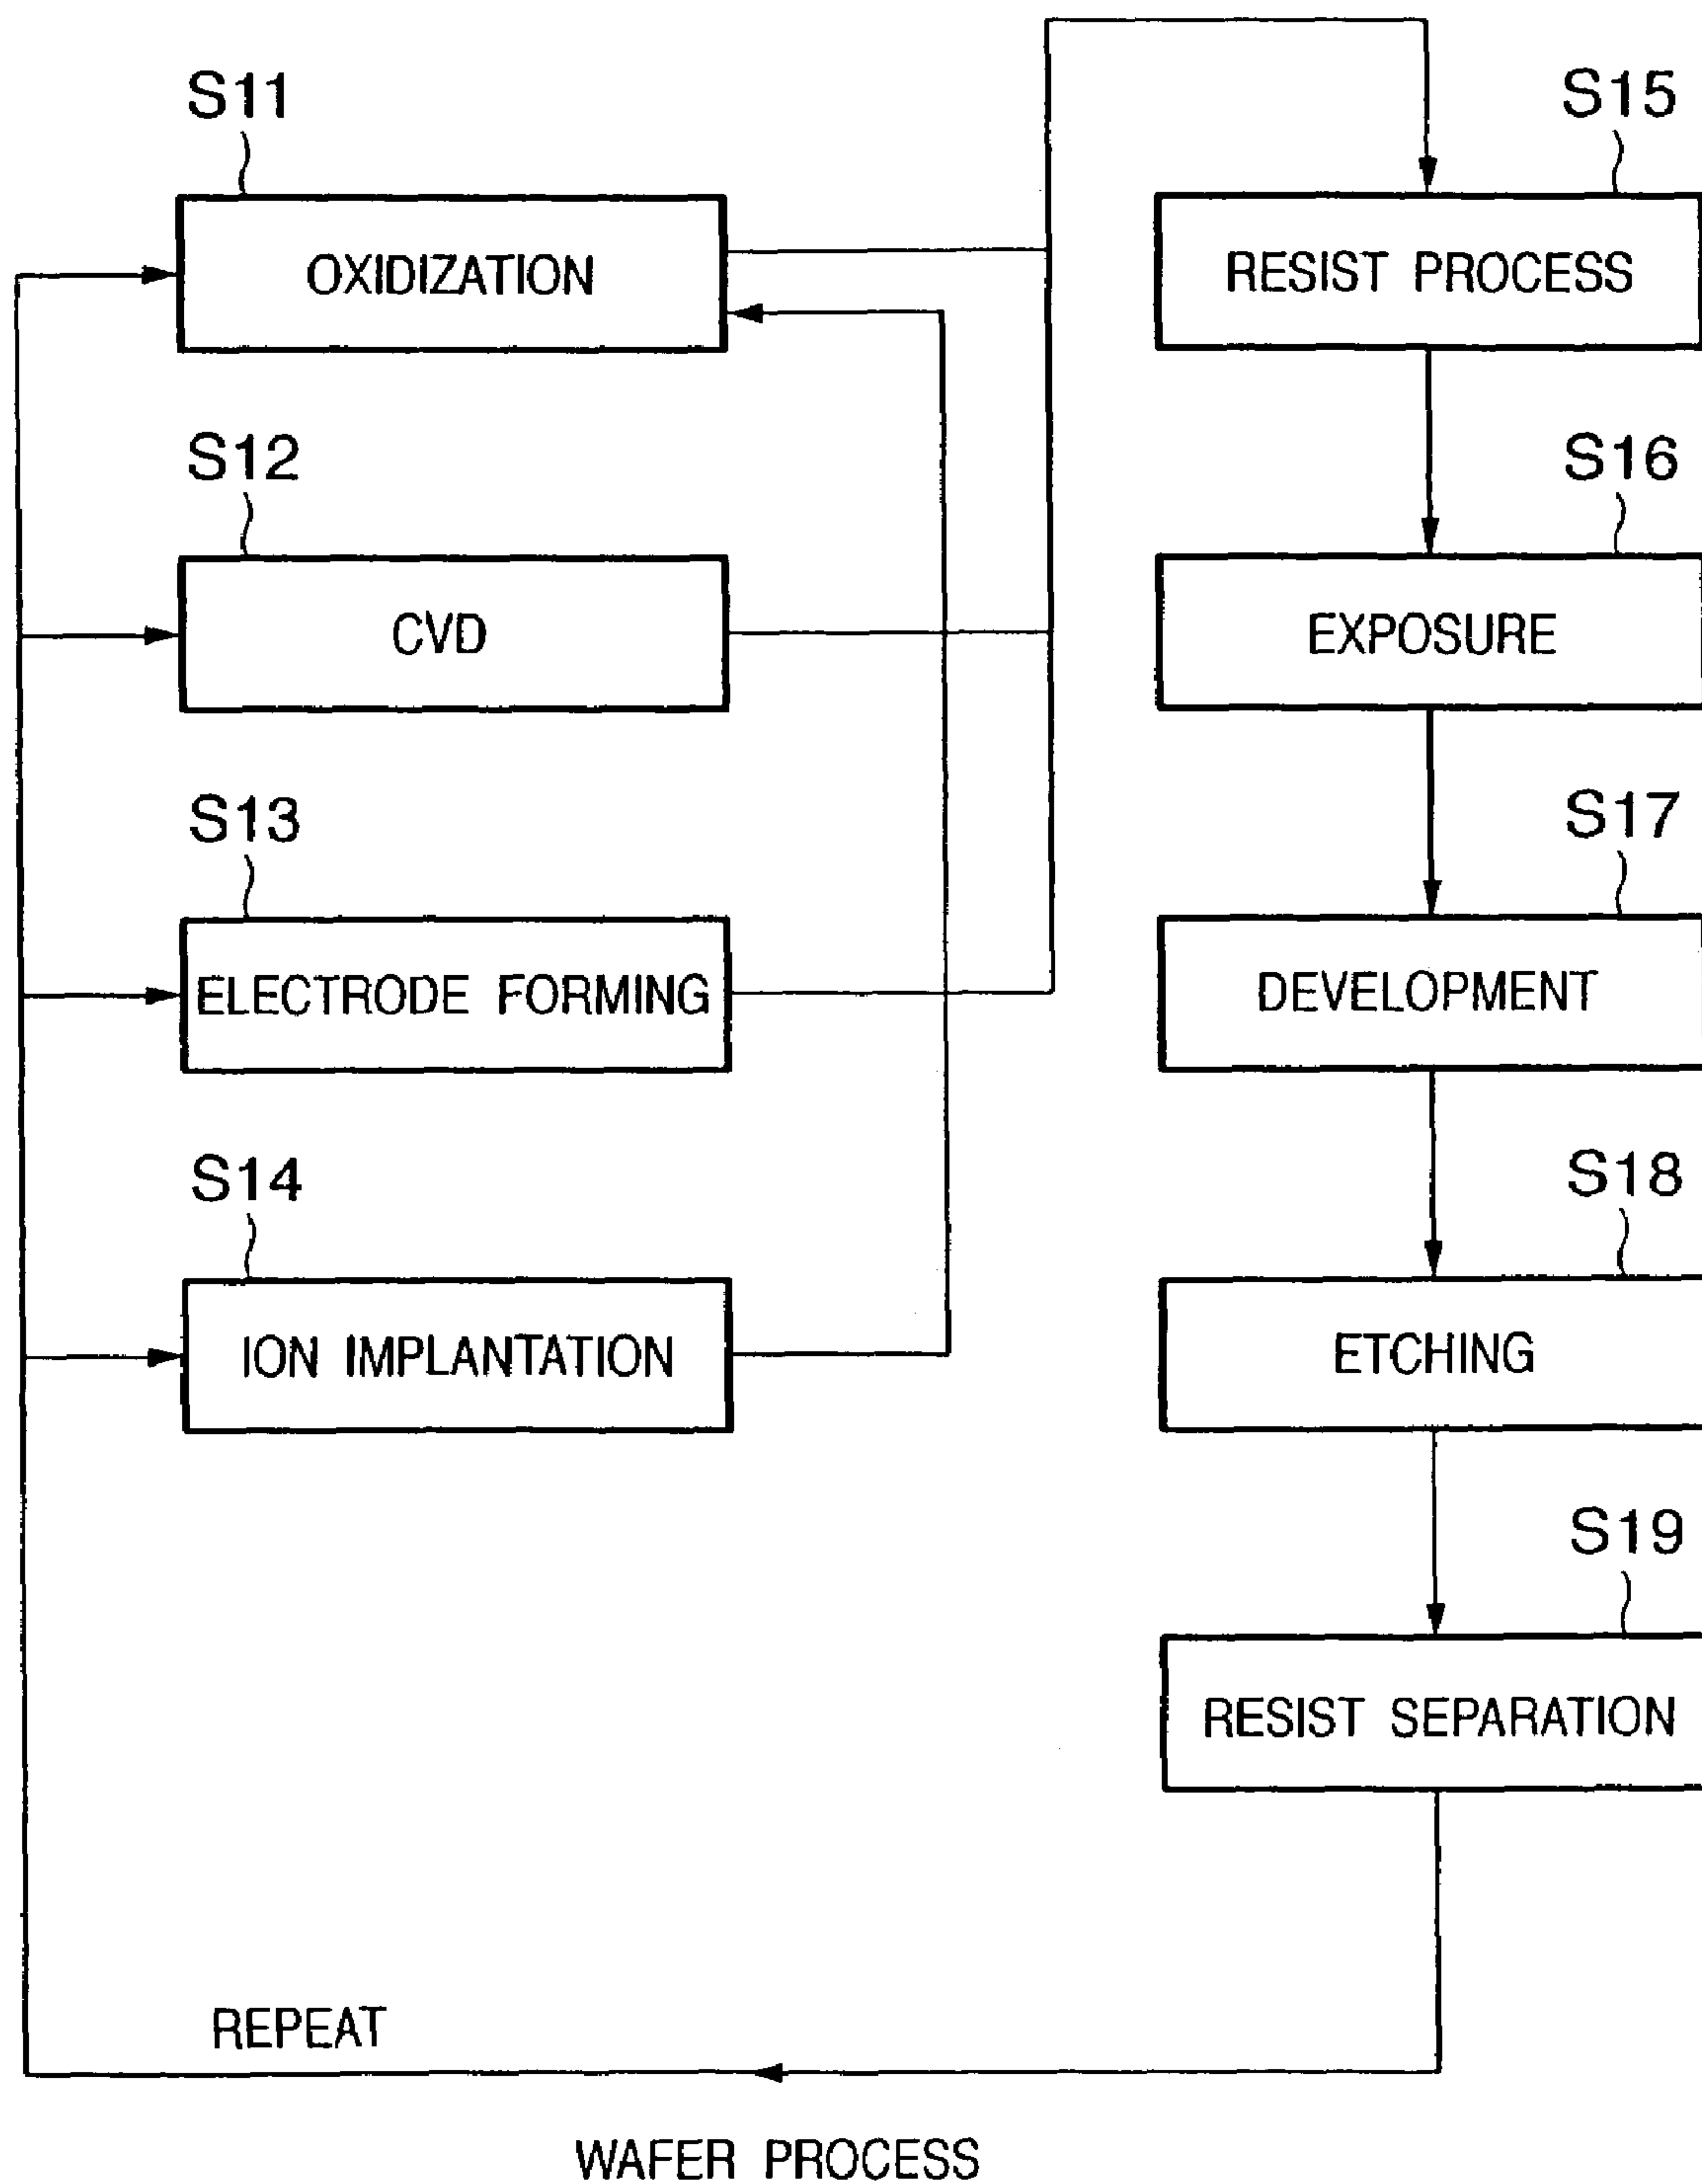 S11
OXIDIZATION
S12
CVD
S13
ELECTRODE FORMING
S14
ION IMPLANTATION
S15
RESIST PROCESS
S16
EXPOSURE
S17
DEVELOPMENT
S18
ETCHING
S19
RESIST SEPARATION
REPEAT
WAFER PROCESS